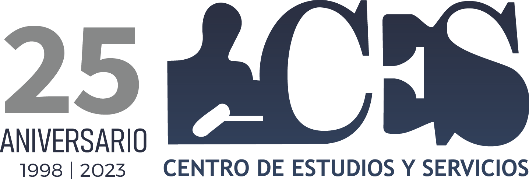 25
ANIVERSARIO
1998 | 2023
CES
CENTRO DE ESTUDIOS Y SERVICIOS